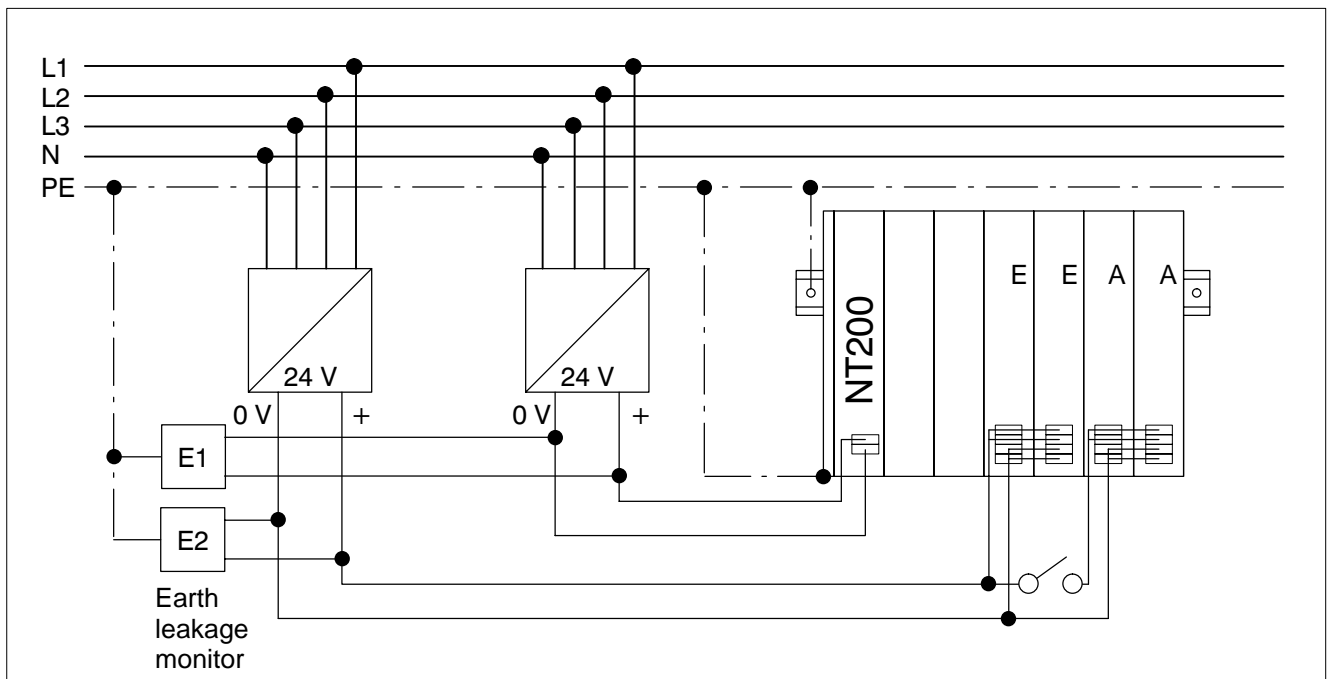 L1
L2
L3
N
PE
E E A A
NT200
24 V
24 V
0 V +
0 V +
E1
E2
Earth
leakage
monitor